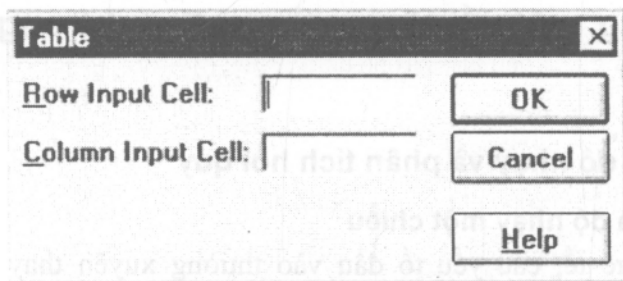 Table
Row Input Cell:
OK
Column Input Cell:
Cancel
Help